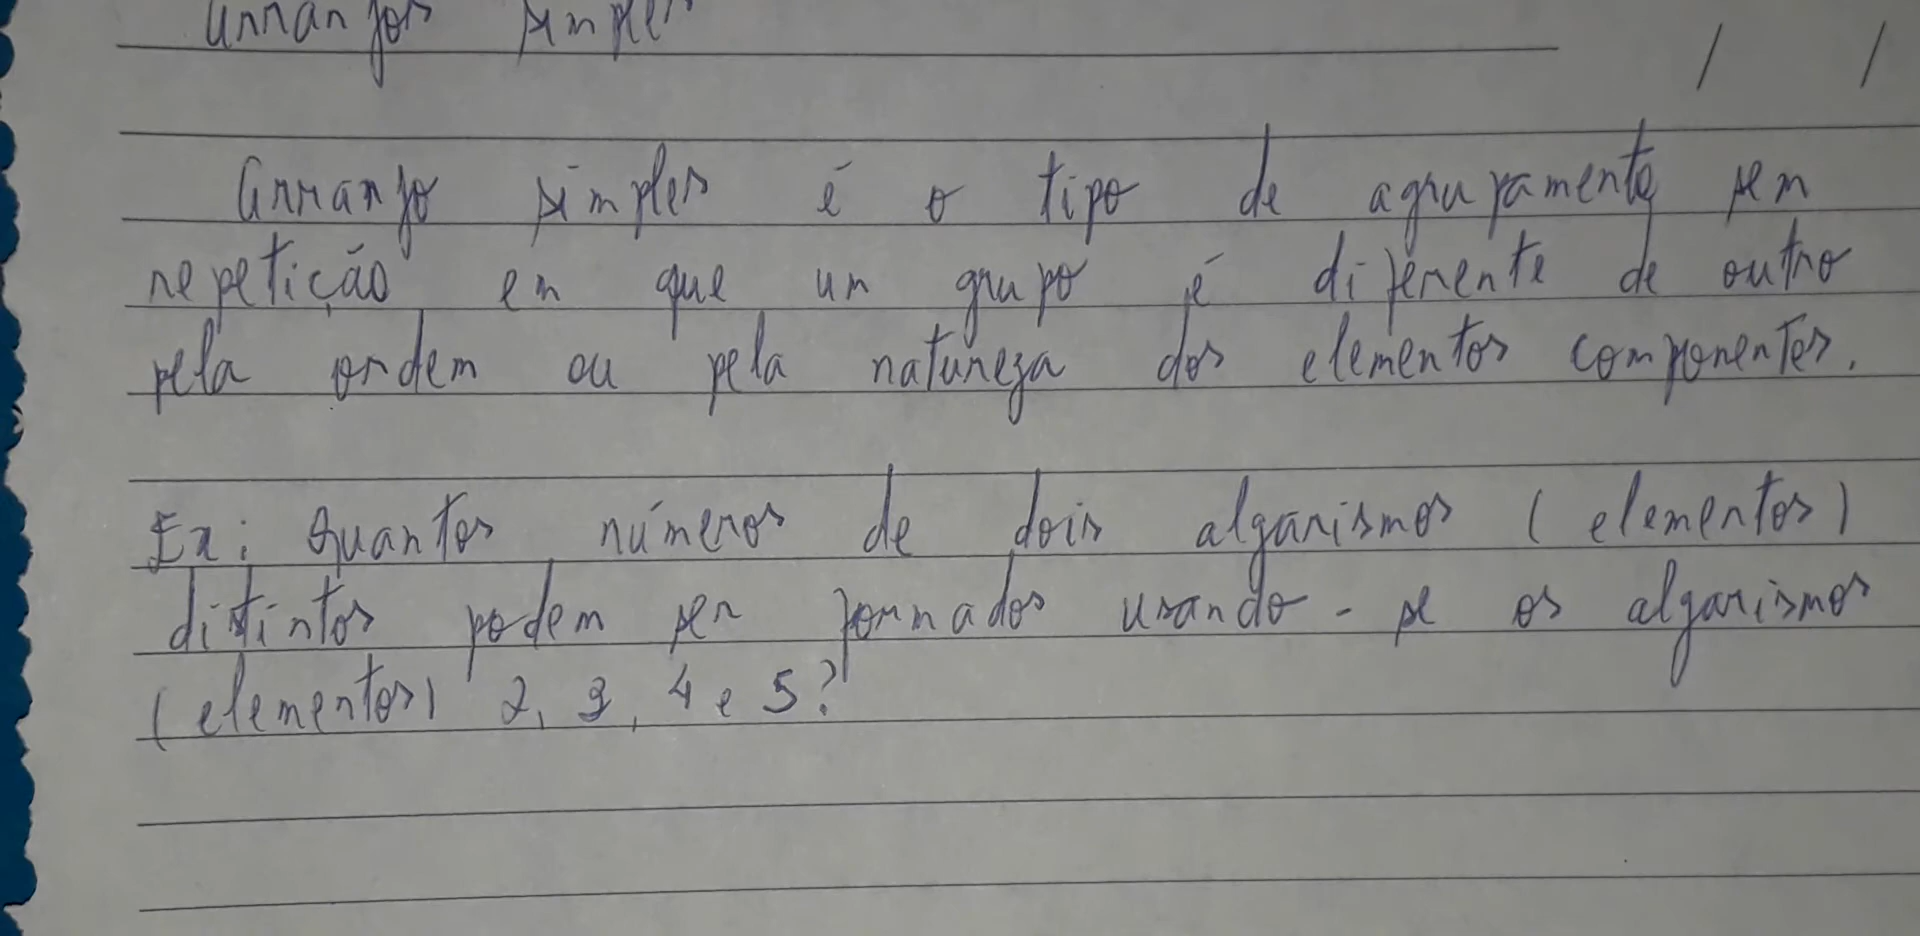 Arranjos simples
/ /
Arranjo simples é o tipo de agrupamento sem
repetição em que um grupo é diferente de outro
pela ordem ou pela natureza dos elementos componentes.
Ex: Quantos números de dois algarismos (elementos)
distintos podem ser formados usando-se os algarismos
(elementos) 2, 3, 4 e 5?